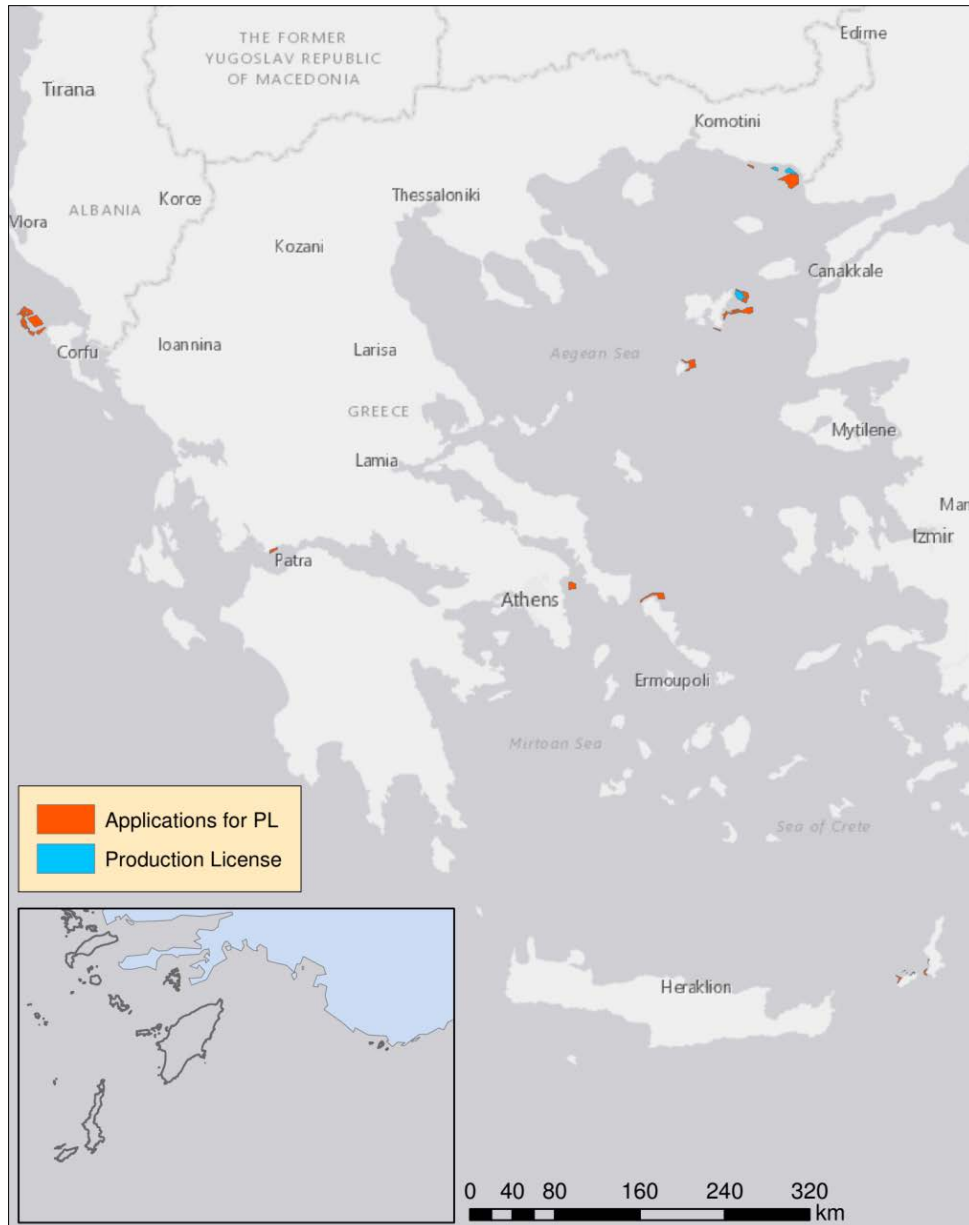 Edirne
THE FORMER
YUGOSLAV REPUBLIC
OF MACEDONIA
Tirana
Komotini
Korce
Thessaloniki
ALBANIA
Vlora
Kozani
Canakkale
Corfu
Ioannina
Larisa
Aegean Sea
GREECE
Mytilene
Lamia
Mar
Izmir
Patra
Athens
Ermoupoli
Mirtoan Sea
Applications for PL
Production License
Sea of Crete
Heraklion
0 40 80 160 240 320
km